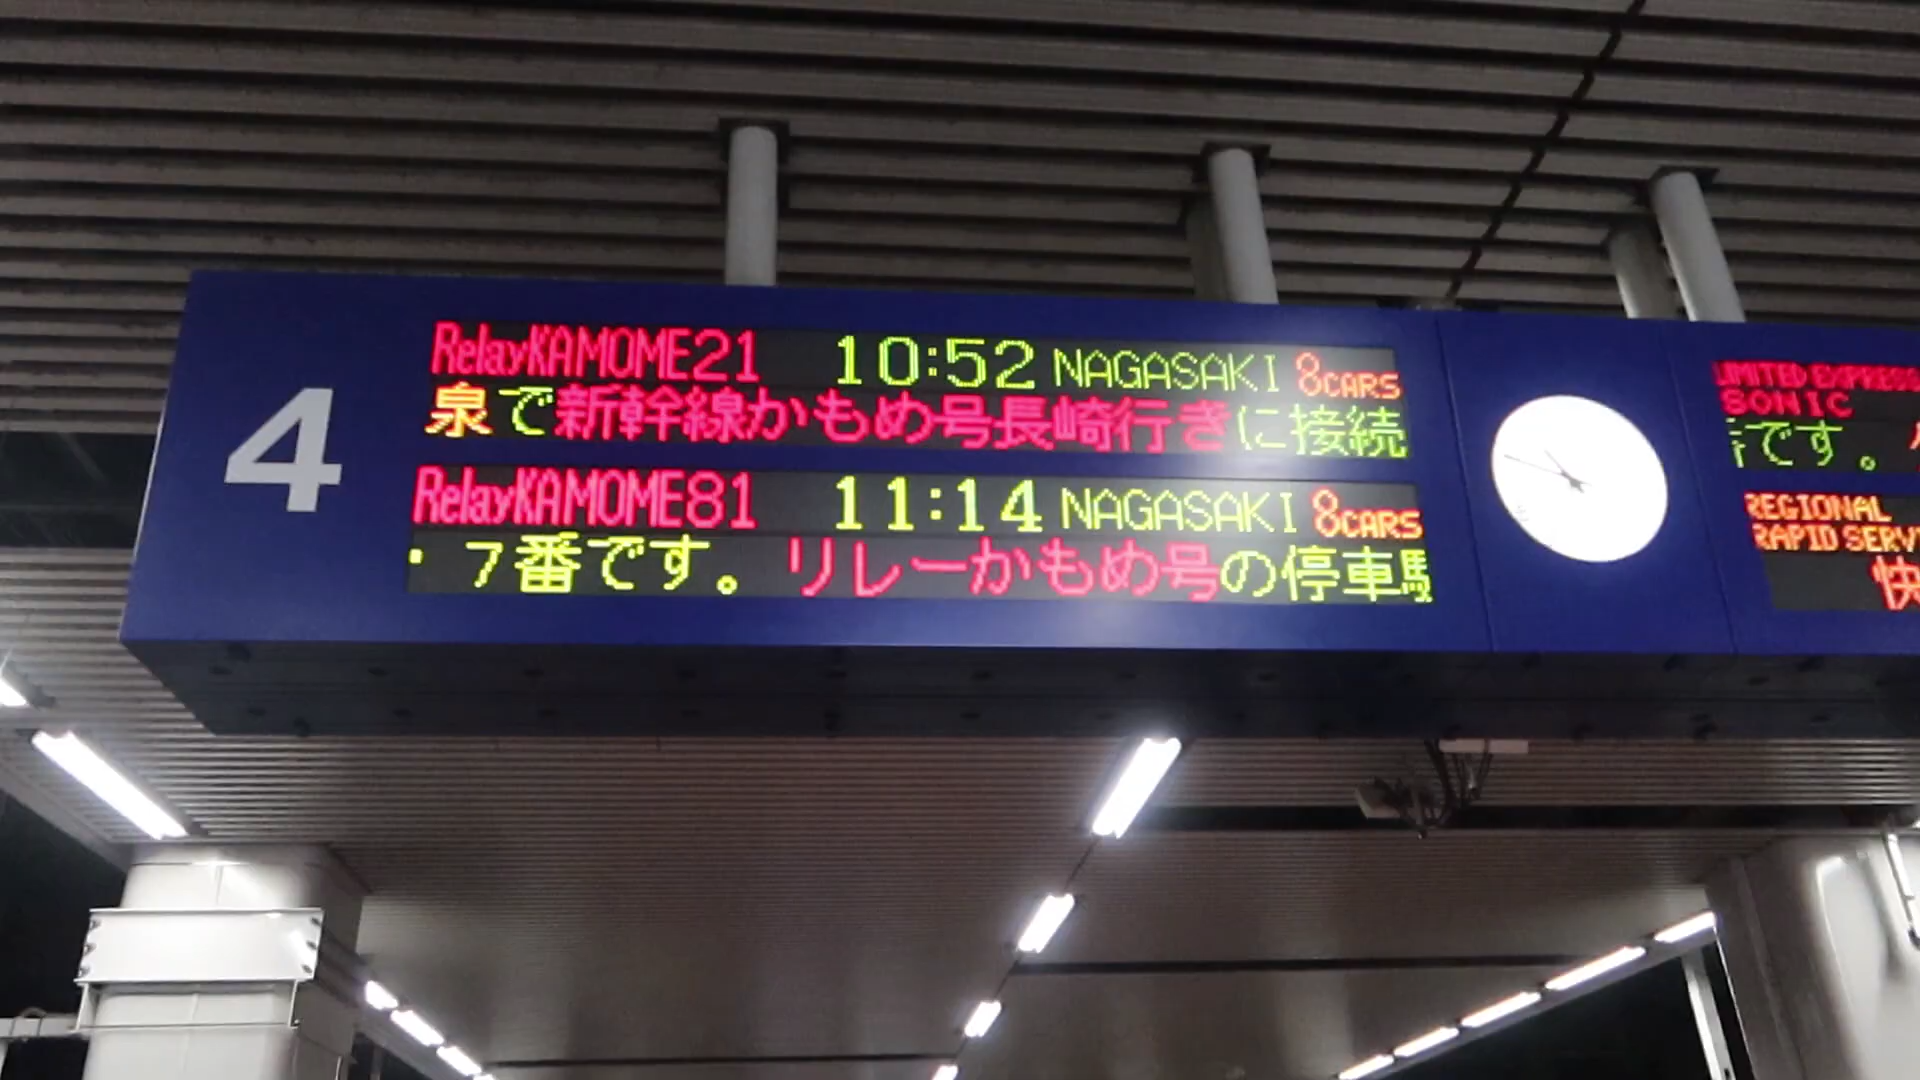 4
RelayKAMOME21 10:52 NAGASAKI 8CARS
泉で新幹線かもめ号長崎行きに接続
RelayKAMOME81 11:14 NAGASAKI 8CARS
・7番です。 リレーかもめ号の停車駅
LIMITED EXPRESS
SONIC
です。
REGIONAL
RAPID
快